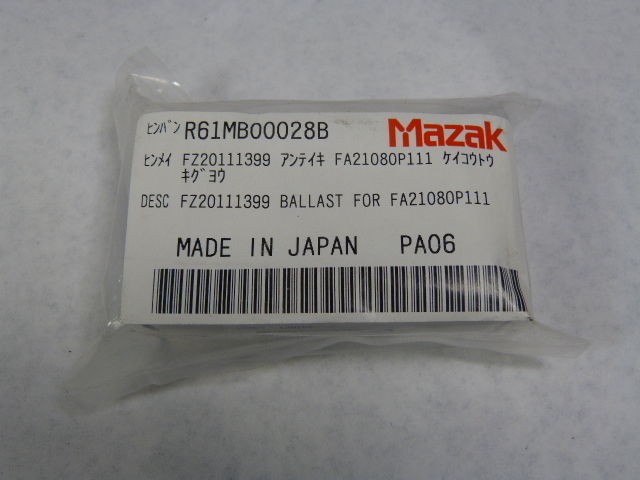 ﾋﾝﾊﾞﾝ R61MB00028B Mazak
ﾋﾝﾒｲ FZ20111399 ｱﾝﾃｲｷ FA21080P111 ｹｲｺｳﾄｳ
ｷｸﾞﾖｳ
DESC FZ20111399 BALLAST FOR FA21080P111
MADE IN JAPAN PA06